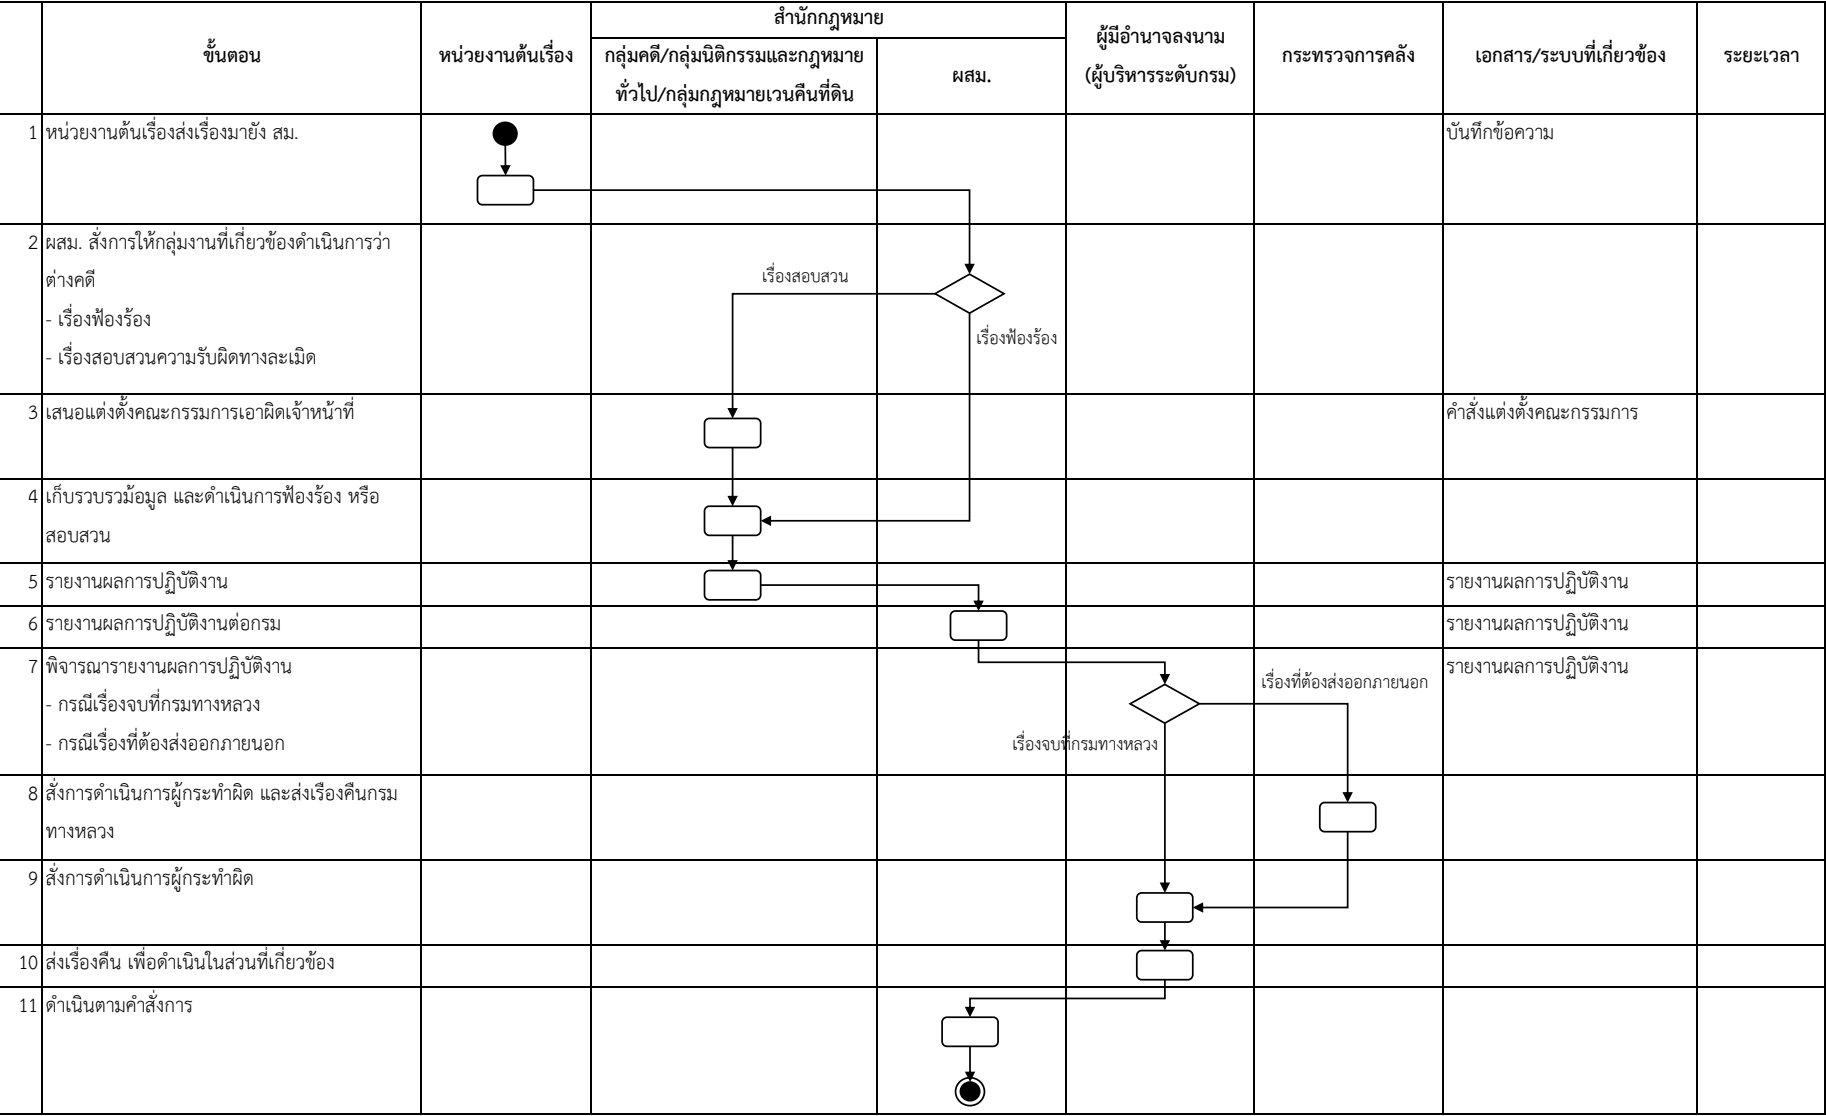 สำนักกฎหมาย
ขั้นตอน
หน่วยงานต้นเรื่อง
กลุ่มคดี/กลุ่มนิติกรรมและกฎหมาย
ทั่วไป/กลุ่มกฎหมายเวนคืนที่ดิน
ผสม.
ผู้มีอำนาจลงนาม
(ผู้บริหารระดับกรม)
กระทรวจการคลัง
เอกสาร/ระบบที่เกี่ยวข้อง
ระยะเวลา
1 หน่วยงานต้นเรื่องส่งเรื่องมายัง สม.
บันทึกข้อความ
2 ผสม. สั่งการให้กลุ่มงานที่เกี่ยวข้องดำเนินการว่า
ต่างคดี
- เรื่องฟ้องร้อง
- เรื่องสอบสวนความรับผิดทางละเมิด
เรื่องสอบสวน
เรื่องฟ้องร้อง
3 เสนอแต่งตั้งคณะกรรมการเอาผิดเจ้าหน้าที่
คำสั่งแต่งตั้งคณะกรรมการ
4 เก็บรวบรวม้อมูล และดำเนินการฟ้องร้อง หรือ
สอบสวน
5 รายงานผลการปฏิบัติงาน
รายงานผลการปฏิบัติงาน
6 รายงานผลการปฏิบัติงานต่อกรม
รายงานผลการปฏิบัติงาน
7 พิจารณารายงานผลการปฏิบัติงาน
- กรณีเรื่องจบที่กรมทางหลวง
- กรณีเรื่องที่ต้องส่งออกภายนอก
เรื่องที่ต้องส่งออกภายนอก
รายงานผลการปฏิบัติงาน
เรื่องจบที่กรมทางหลวง
8 สั่งการดำเนินการผู้กระทำผิด และส่งเรื่องคืนกรม
ทางหลวง
9 สั่งการดำเนินการผู้กระทำผิด
10 ส่งเรื่องคืน เพื่อดำเนินในส่วนที่เกี่ยวข้อง
11 ดำเนินตามคำสั่งการ